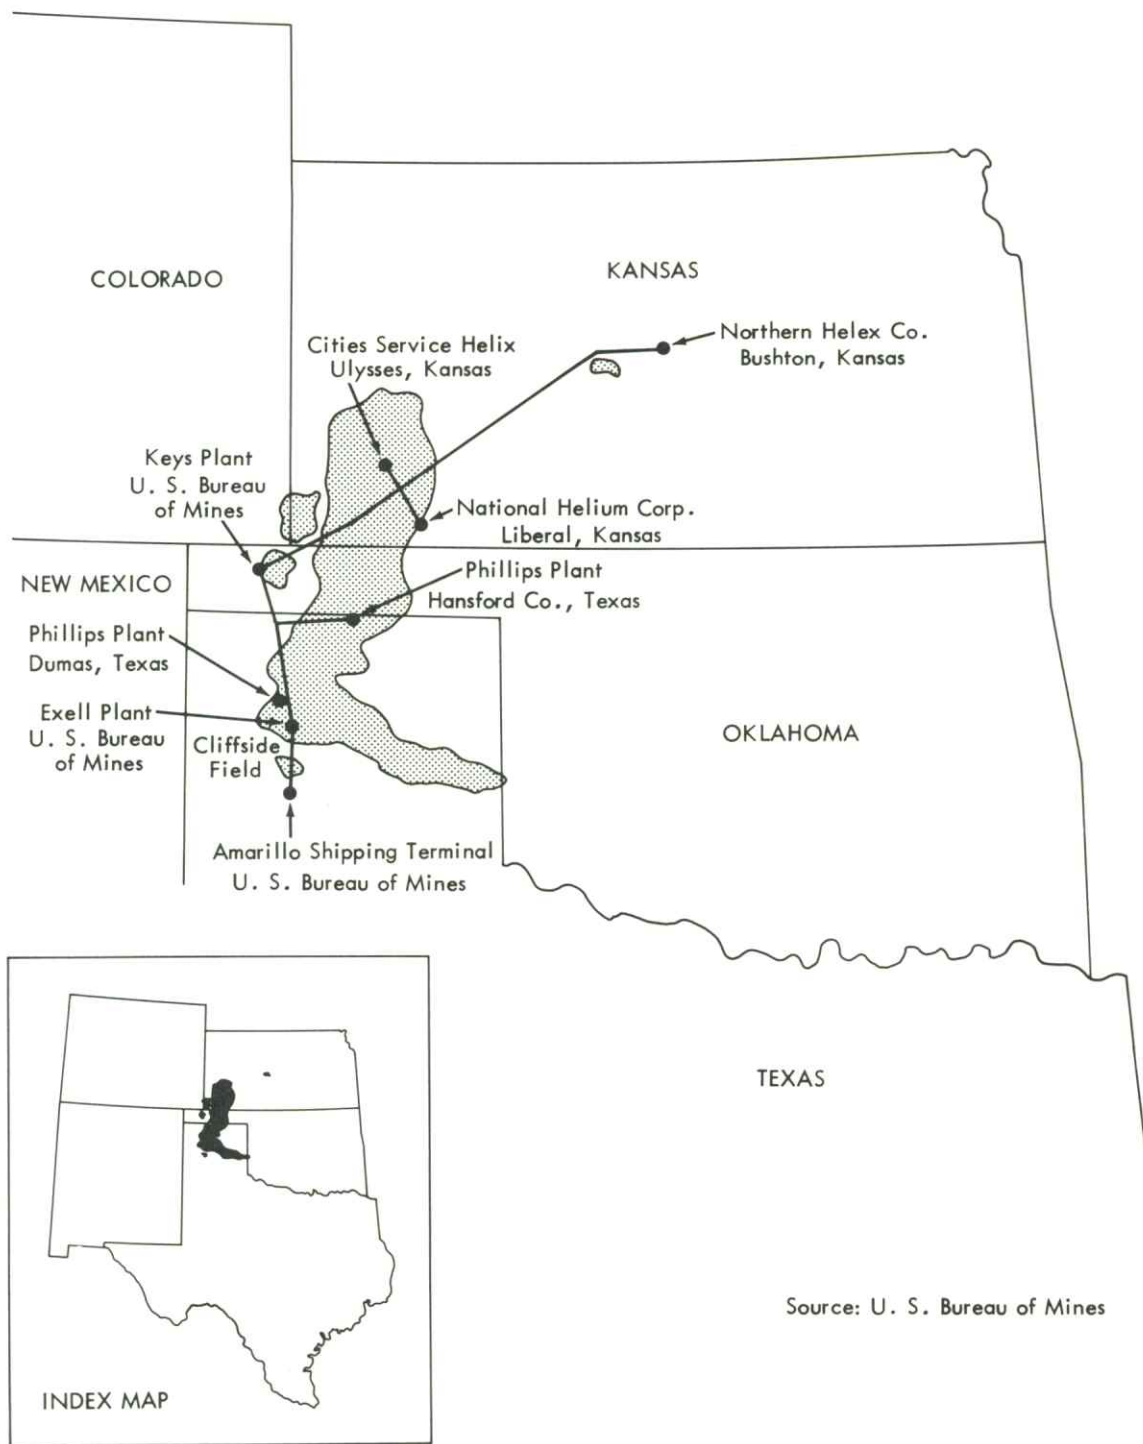 COLORADO
KANSAS
Northern Helex Co.
Bushton, Kansas
Cities Service Helix
Ulysses, Kansas
Keys Plant
U. S. Bureau
of Mines
National Helium Corp.
Liberal, Kansas
NEW MEXICO
Phillips Plant
Hansford Co., Texas
Phillips Plant
Dumas, Texas
Exell Plant
U. S. Bureau
of Mines
Cliffside
Field
OKLAHOMA
Amarillo Shipping Terminal
U. S. Bureau of Mines
TEXAS
Source: U. S. Bureau of Mines
INDEX MAP